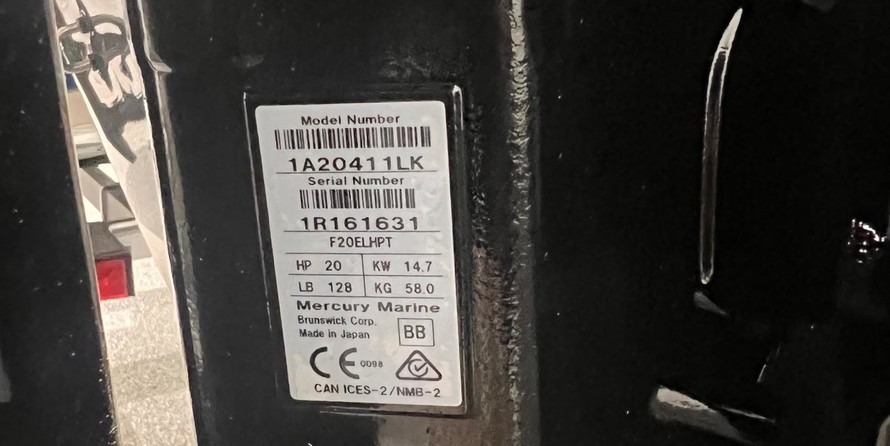 Model Number
1A20411LK
Serial Number
1R161631
F20ELHPT
HP 20 KW 14.7
LB 128 KG 58.0
Mercury Marine
Brunswick Corp.
Made in Japan BB
CE 0098
CAN ICES-2/NMB-2